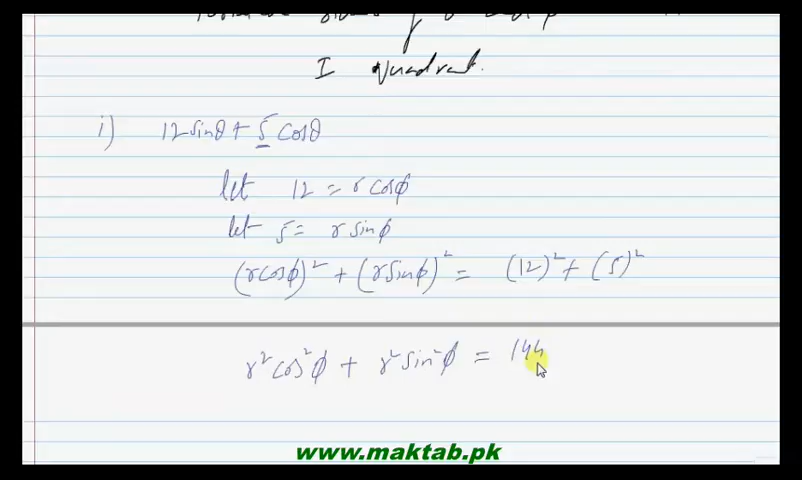 I Quadrant.
i) 12 sinθ + 5 cosθ
let 12 = r cosϕ
let 5 = r sinϕ
(r cosϕ)² + (r sinϕ)² = (12)² + (5)²
r² cos²ϕ + r² sin²ϕ = 144
www.maktab.pk